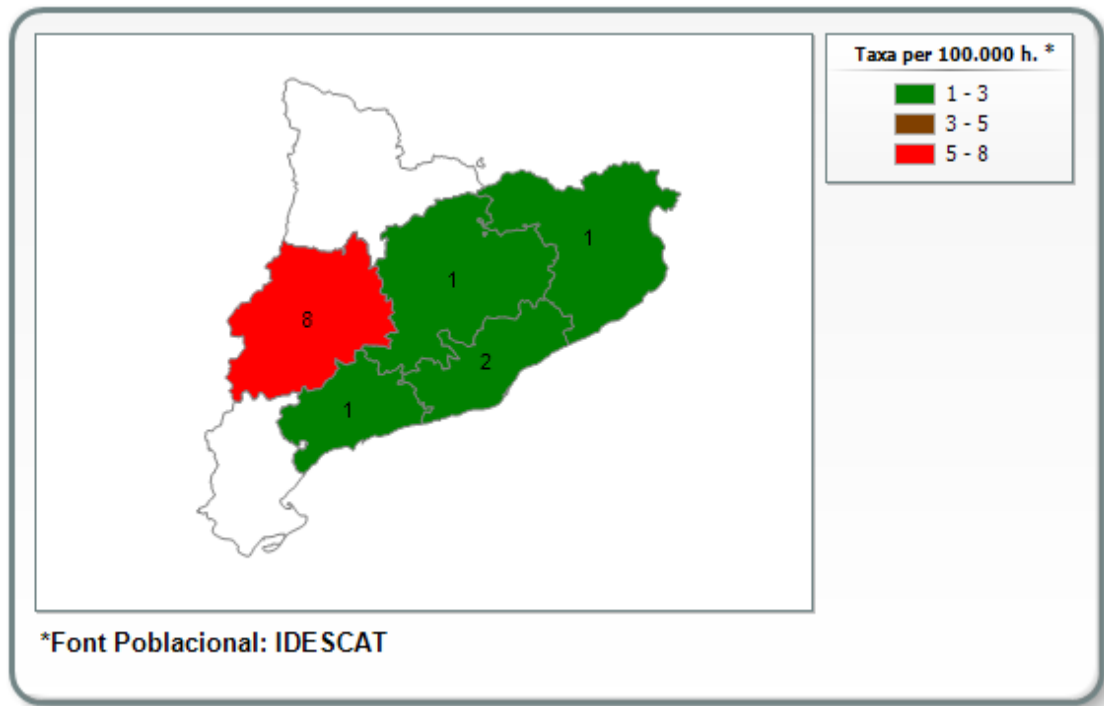 Taxa per 100.000 h. *
1 - 3
3 - 5
5 - 8
1
1
8
2
1
*Font Poblacional: IDESCAT